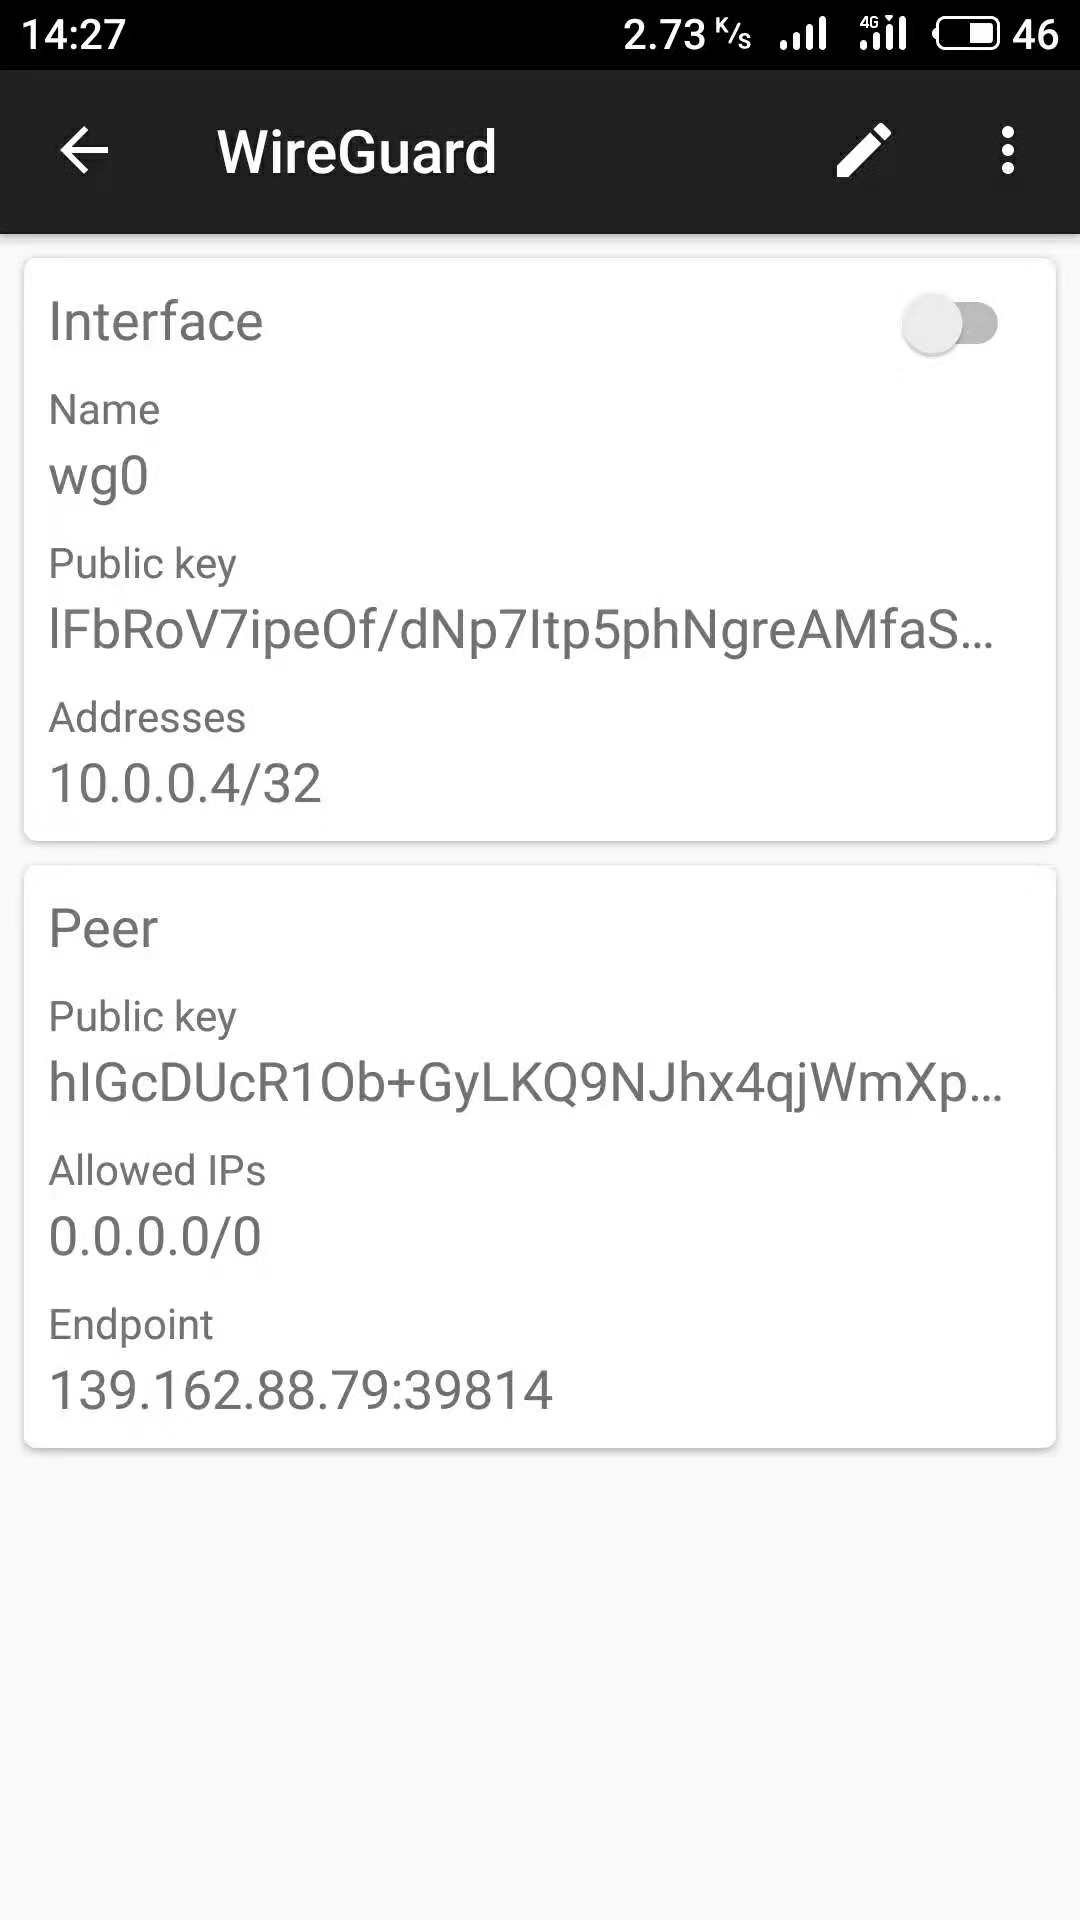 14:27 2.73 K/s 4G 46
WireGuard
Interface
Name
wg0
Public key
lFbRoV7ipeOf/dNp7Itp5phNgreAMfaS...
Addresses
10.0.0.4/32
Peer
Public key
hIGcDUcR1Ob+GyLKQ9NJhx4qjWmXp...
Allowed IPs
0.0.0.0/0
Endpoint
139.162.88.79:39814